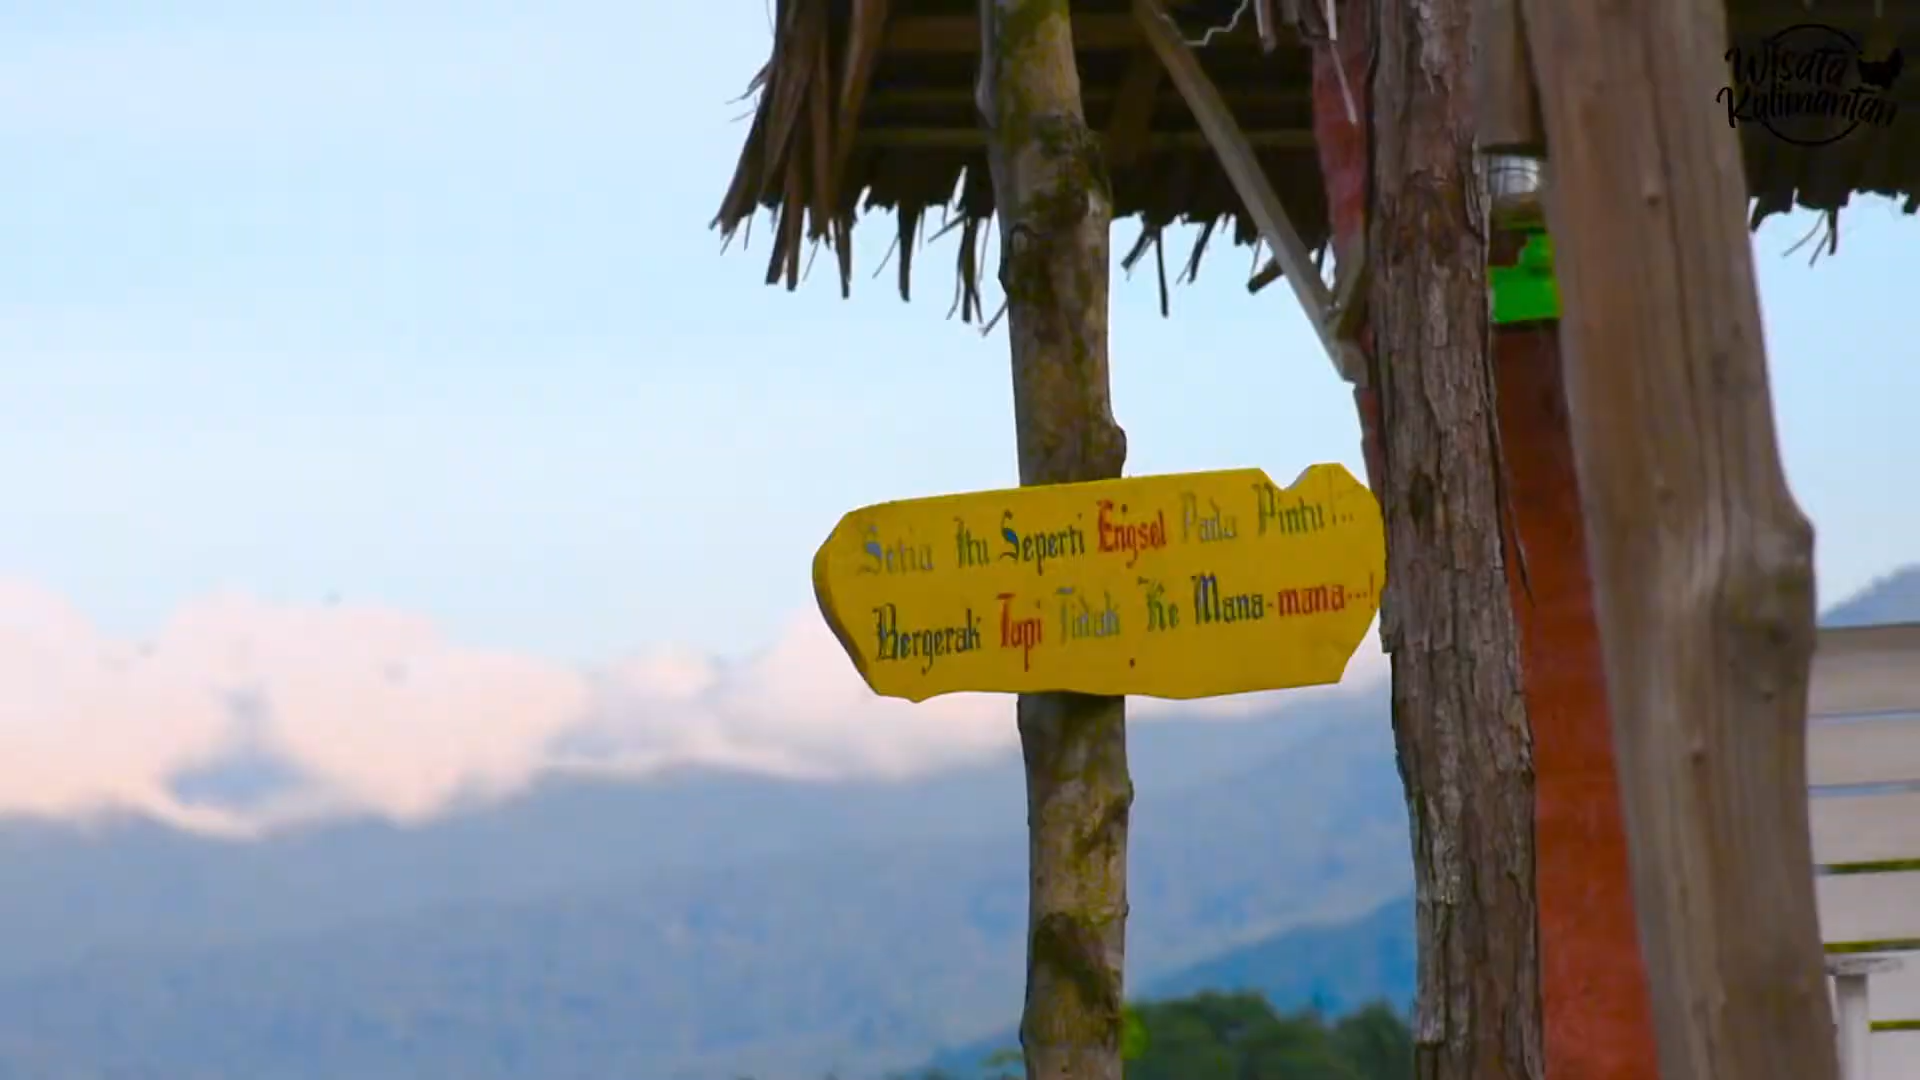 Wisata
Kalimantan
Setia Itu Seperti Engsel Pada Pintu!..
Bergerak Tapi Tidak Ke Mana-mana...!